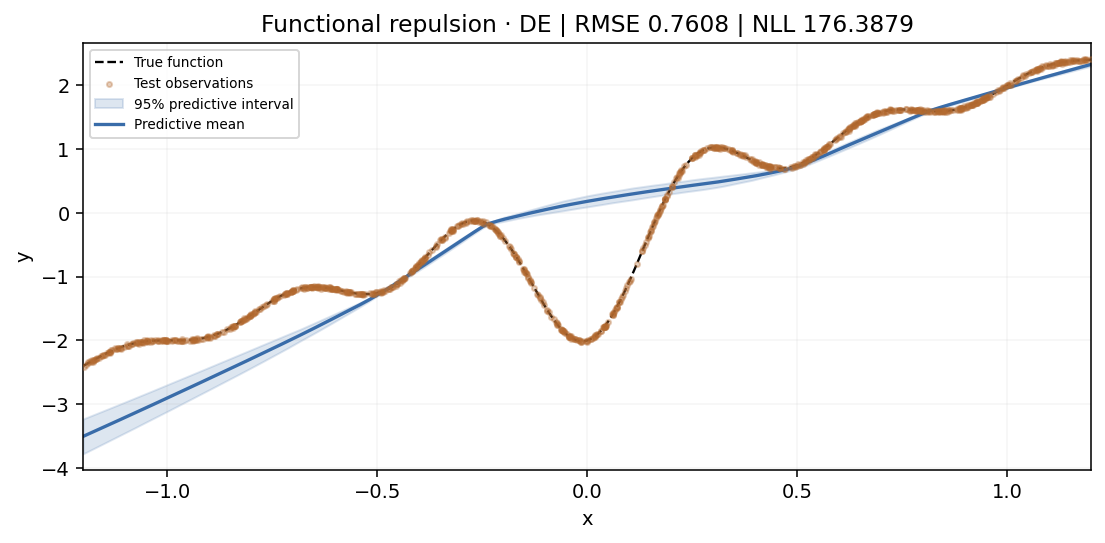 Functional repulsion · DE | RMSE 0.7608 | NLL 176.3879
True function
Test observations
95% predictive interval
Predictive mean
y
2
1
0
−1
−2
−3
−4
−1.0 −0.5 0.0 0.5 1.0
x